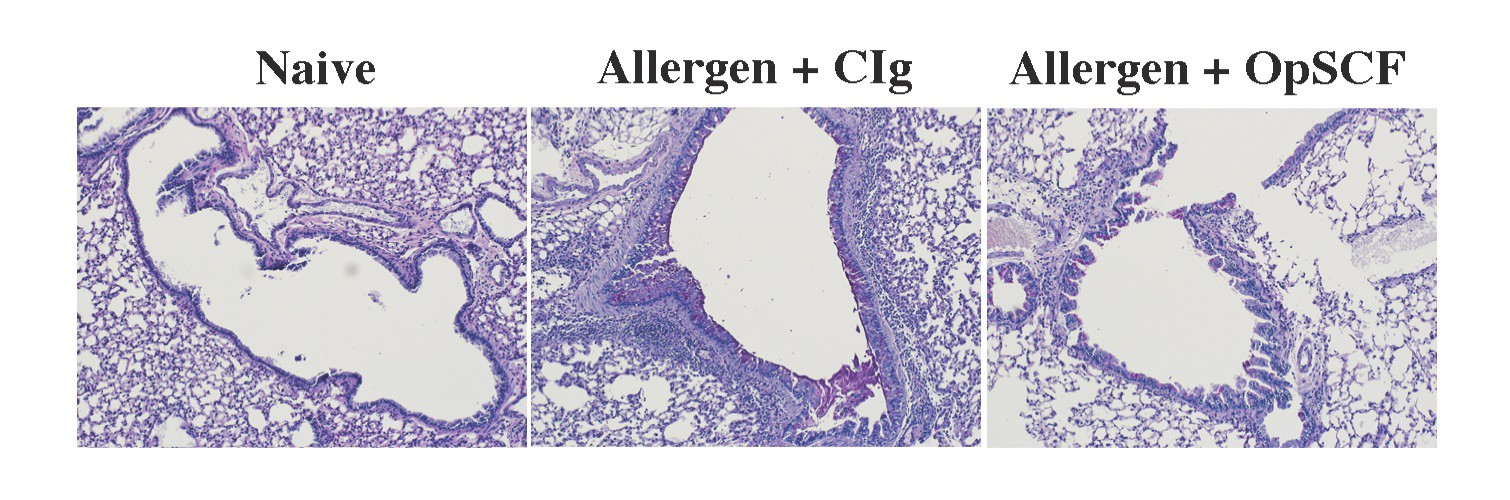 Naive Allergen + CIg Allergen + OpSCF